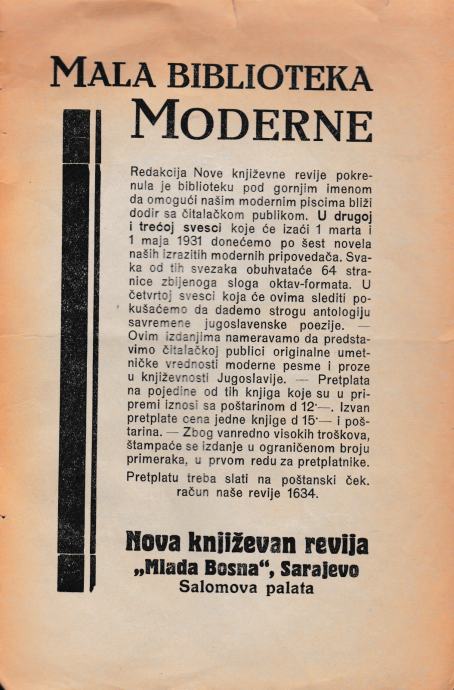 MALA BIBLIOTEKA
MODERNE
Redakcija Nove književne revije pokre-
nula je biblioteku pod gornjim imenom
da omogući našim modernim piscima bliži
dodir sa čitalačkom publikom. U drugoj
i trećoj svesci koje će izaći 1 marta i
1 maja 1931 donećemo po šest novela
naših izrazitih modernih pripovedača. Sva-
ka od tih svezaka obuhvataće 64 stra-
nice zbijenoga sloga oktav-formata. U
četvrtoj svesci koja će ovima slediti po-
kušaćemo da dademo strogu antologiju
savremene jugoslavenske poezije. —
Ovim izdanjima nameravamo da predsta-
vimo čitalačkoj publici originalne umet-
ničke vrednosti moderne pesme i proze
u književnosti Jugoslavije. — Pretplata
na pojedine od tih knjiga koje su u pri-
premi iznosi sa poštarinom d 12·—. Izvan
pretplate cena jedne knjige d 15·— i poš-
tarina. — Zbog vanredno visokih troškova,
štampaće se izdanje u ograničenom broju
primeraka, u prvom redu za pretplatnike.
Pretplatu treba slati na poštanski ček.
račun naše revije 1634.
Nova književan revija
„Mlada Bosna“, Sarajevo
Salomova palata